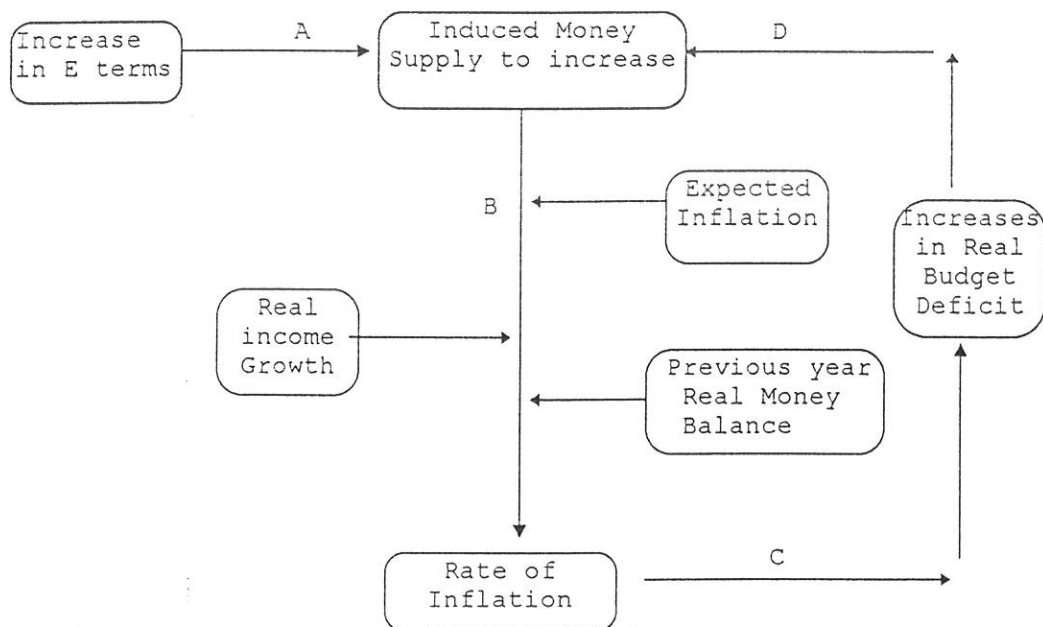 Increase
in E terms
A
Induced Money
Supply to increase
D
B
Expected
Inflation
Increases
in Real
Budget
Deficit
Real
income
Growth
Previous year
Real Money
Balance
Rate of
Inflation
C